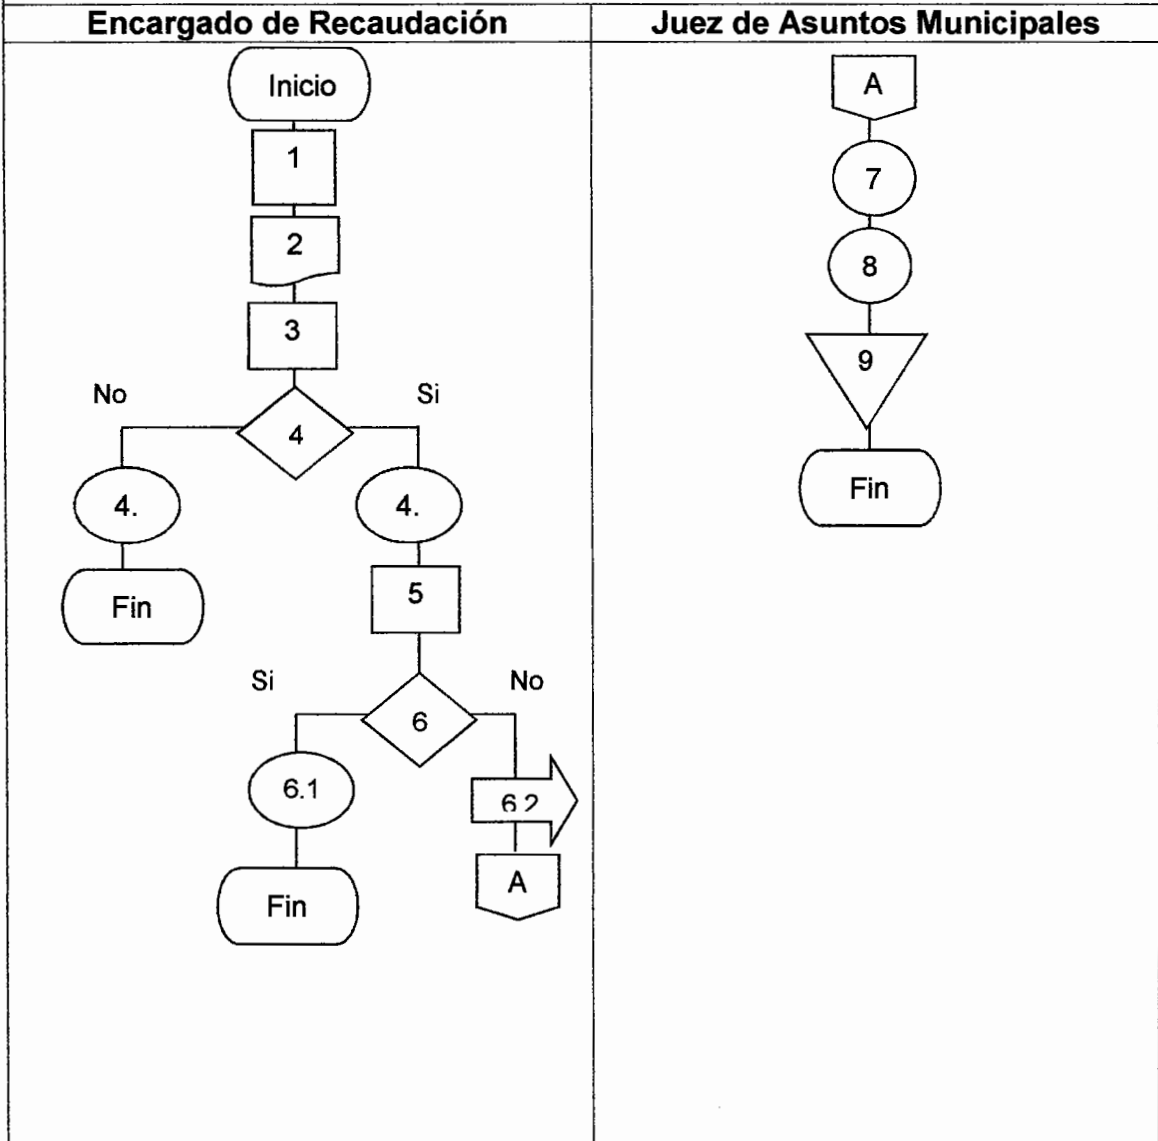 Encargado de Recaudación
Inicio
1
2
3
No
Si
4
4.
4.
Fin
5
Si
No
6
6.1
6.2
Fin
A
Juez de Asuntos Municipales
A
7
8
9
Fin